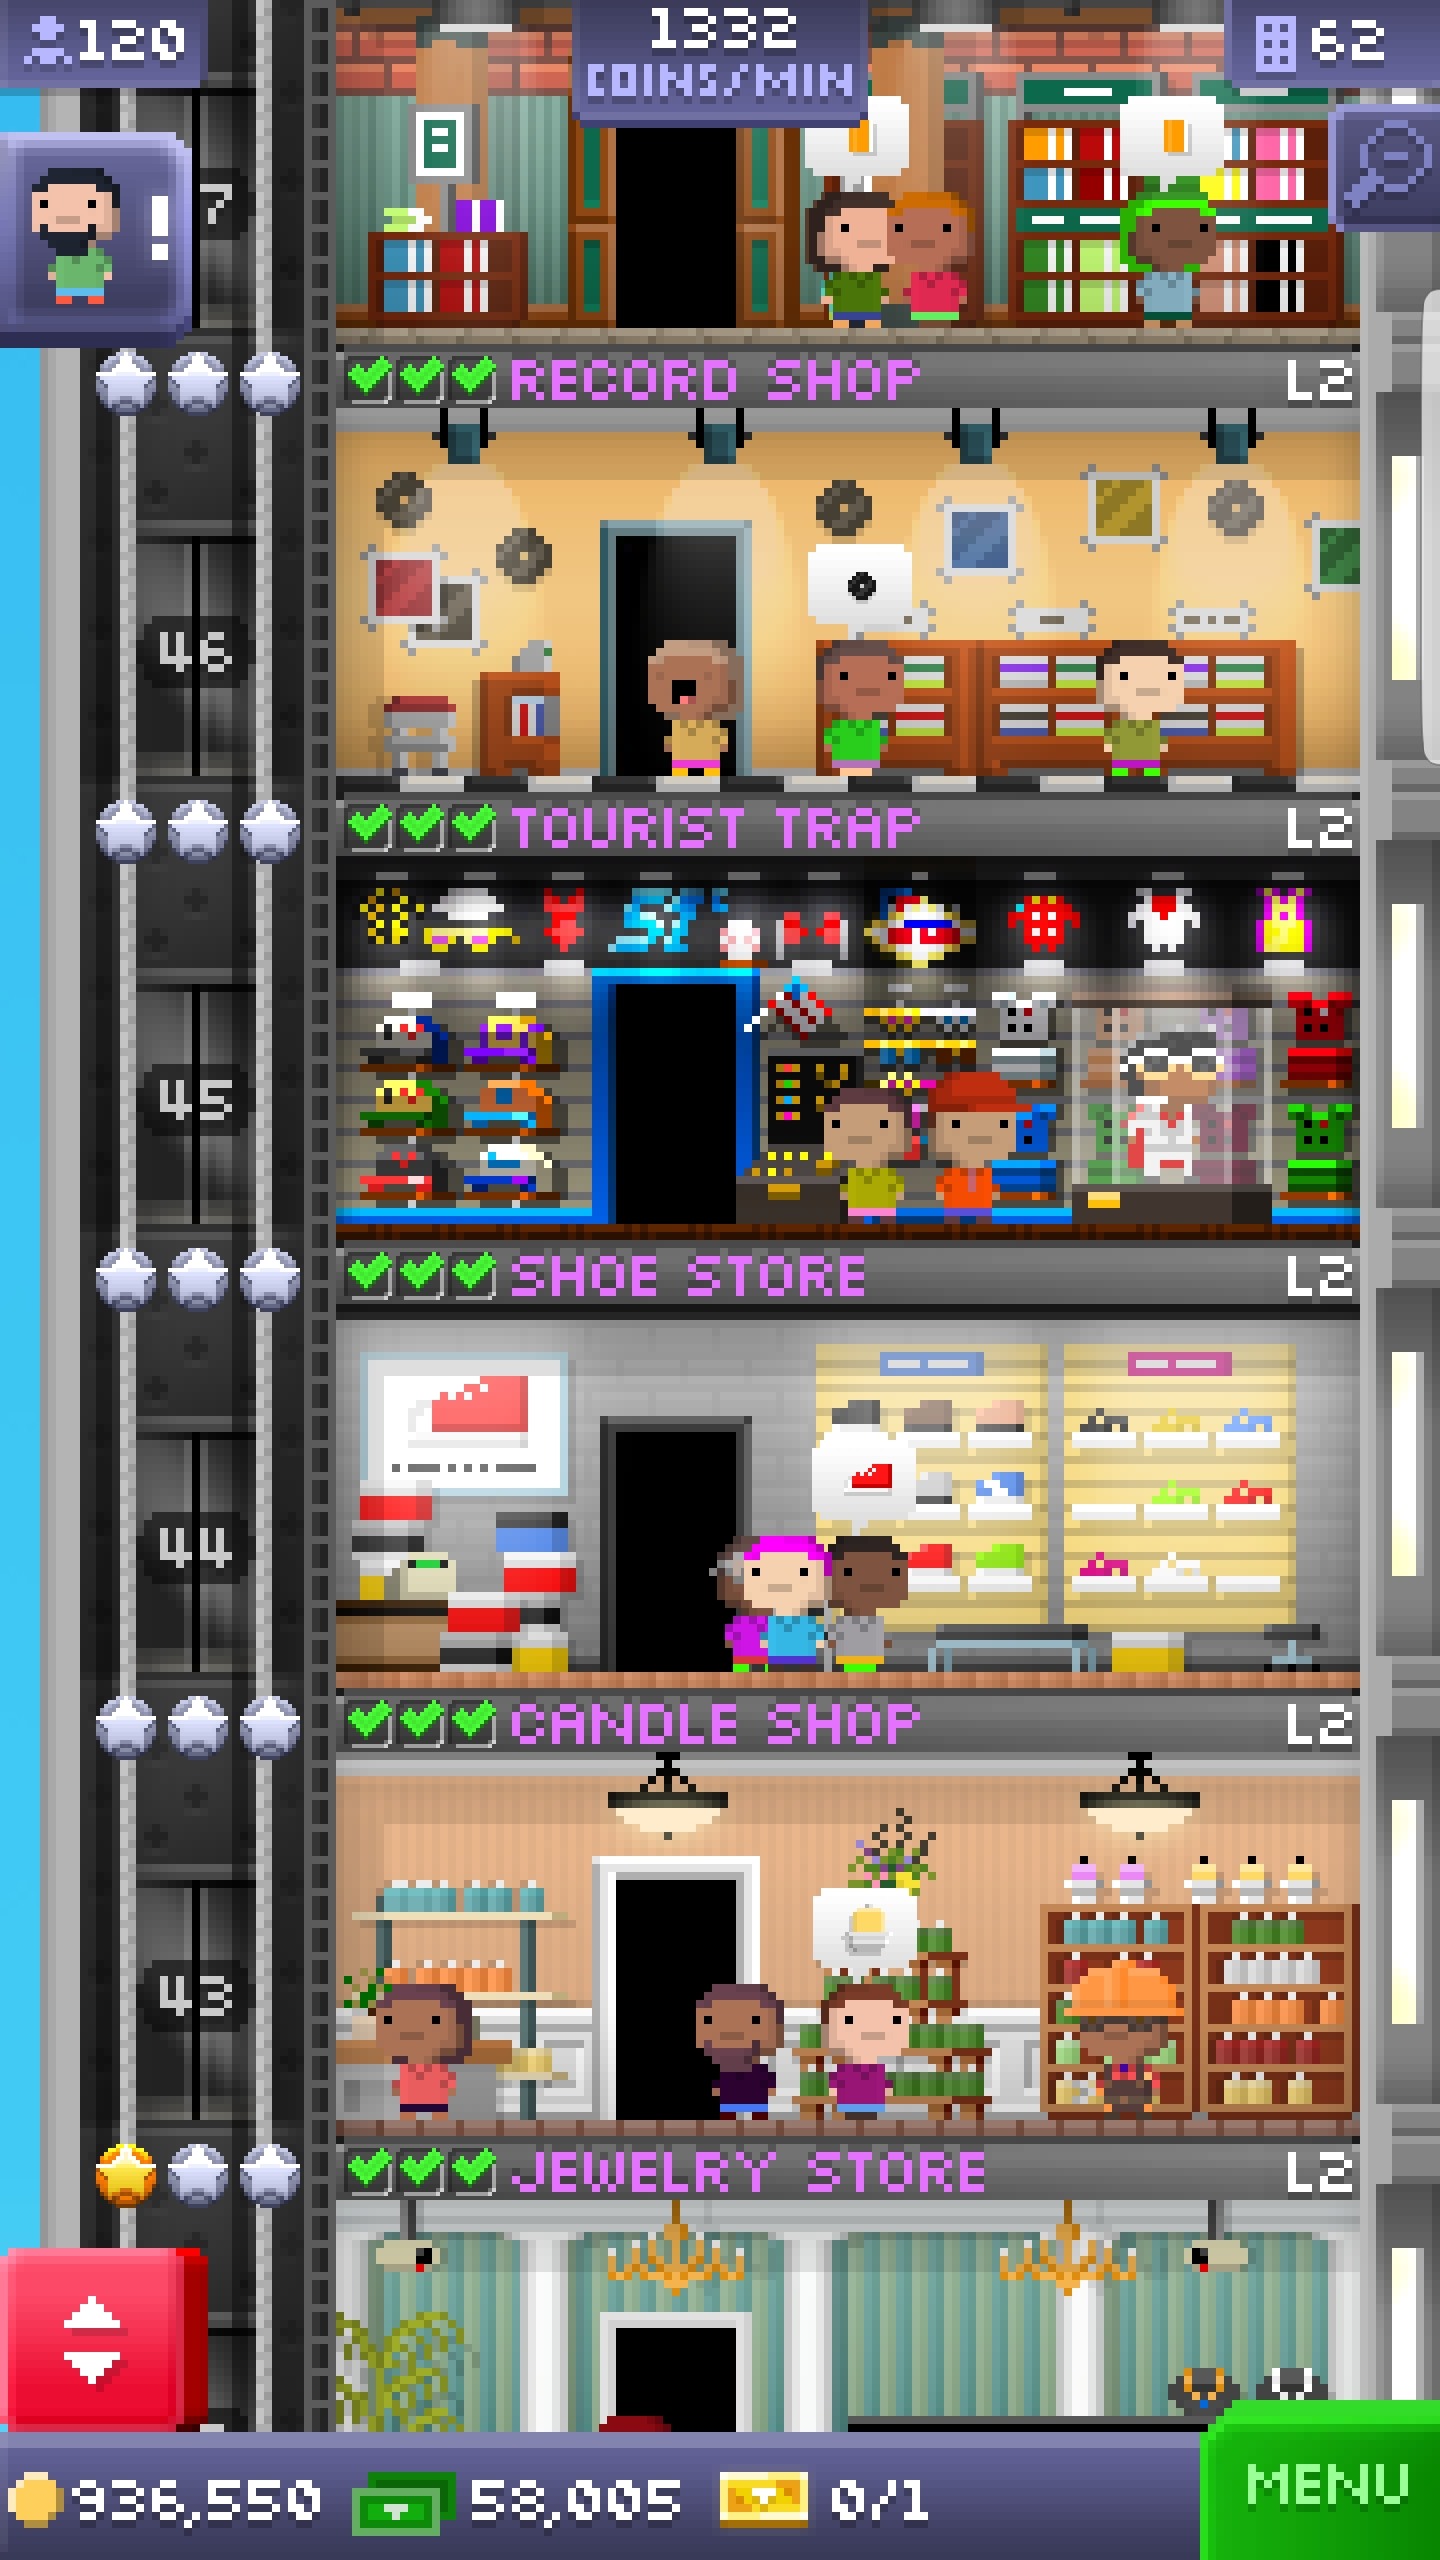 120
1332
COINS/MIN
62
!
7
RECORD SHOP L2
46
TOURIST TRAP L2
45
SHOE STORE L2
44
CANDLE SHOP L2
43
JEWELRY STORE L2
936,550
58,005
0/1
MENU